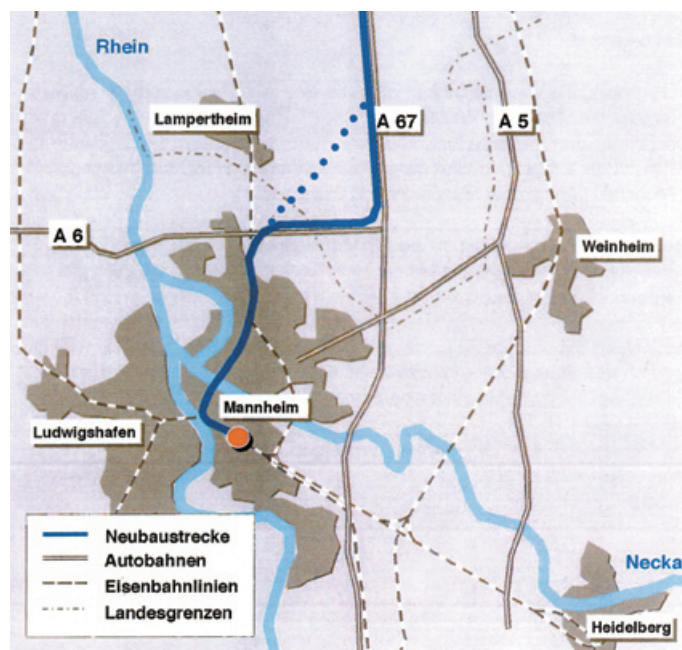 Rhein
Lampertheim
A 67
A 5
A 6
Weinheim
Mannheim
Ludwigshafen
Neubaustrecke
Autobahnen
Eisenbahnlinien
Landesgrenzen
Necka
Heidelberg